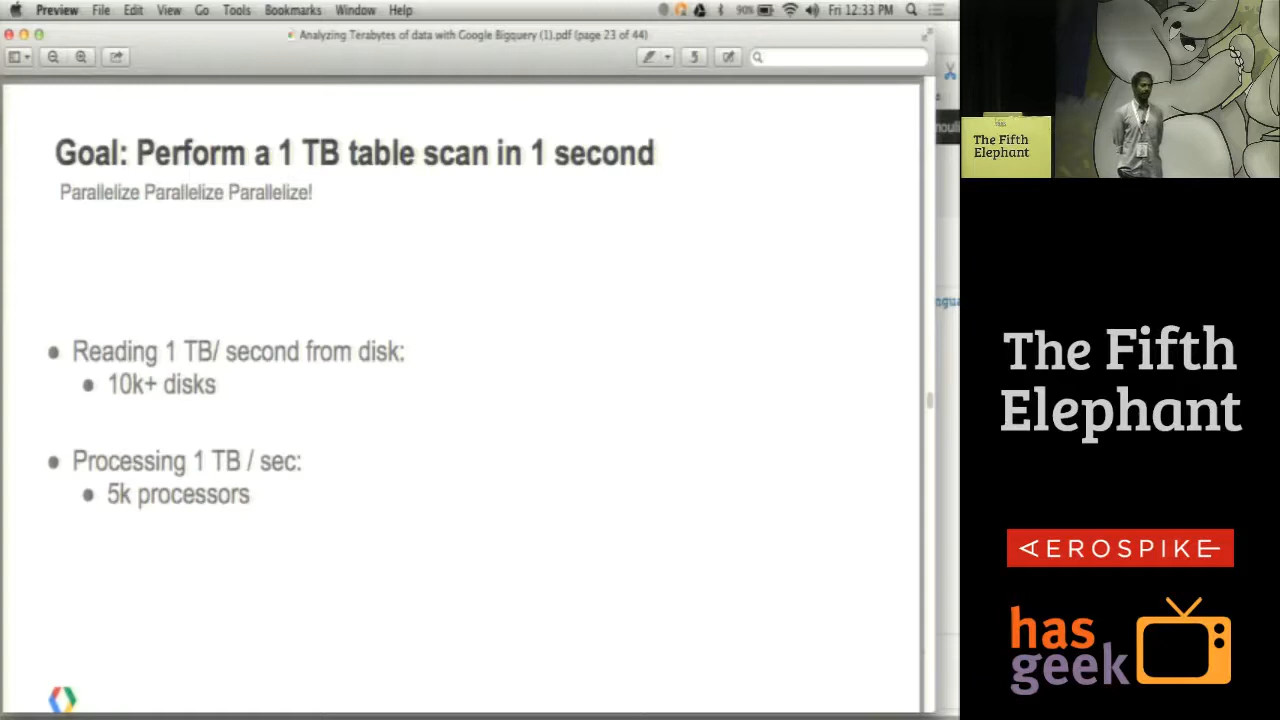 Preview File Edit View Go Tools Bookmarks Window Help
90% Fri 12:33 PM
Analyzing Terabytes of data with Google Bigquery (1).pdf (page 23 of 44)
Goal: Perform a 1 TB table scan in 1 second
Parallelize Parallelize Parallelize!
Reading 1 TB/ second from disk:
10k+ disks
Processing 1 TB / sec:
5k processors
The Fifth
Elephant
The Fifth
Elephant
AEROSPIKE
has
geek